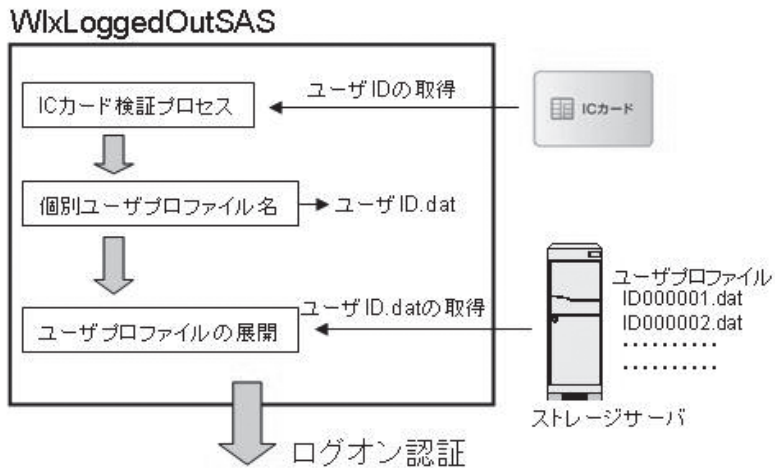 WlxLoggedOutSAS
ICカード検証プロセス
ユーザIDの取得
ICカード
個別ユーザプロファイル名
ユーザID.dat
ユーザプロファイルの展開
ユーザID.datの取得
ユーザプロファイル
ID000001.dat
ID000002.dat
‥‥‥‥‥
‥‥‥‥‥
ストレージサーバ
ログオン認証